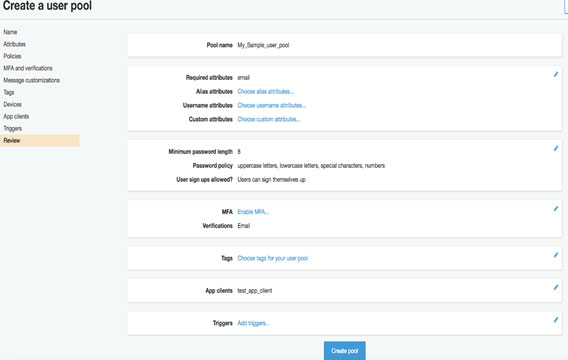 Create a user pool
Name
Attributes
Policies
MFA and verifications
Message customizations
Tags
Devices
App clients
Triggers
Review
Pool name My_Sample_user_pool
Required attributes email
Alias attributes Choose alias attributes...
Username attributes Choose username attributes...
Custom attributes Choose custom attributes...
Minimum password length 8
Password policy uppercase letters, lowercase letters, special characters, numbers
User sign ups allowed? Users can sign themselves up
MFA Enable MFA...
Verifications Email
Tags Choose tags for your user pool
App clients test_app_client
Triggers Add triggers...
Create pool